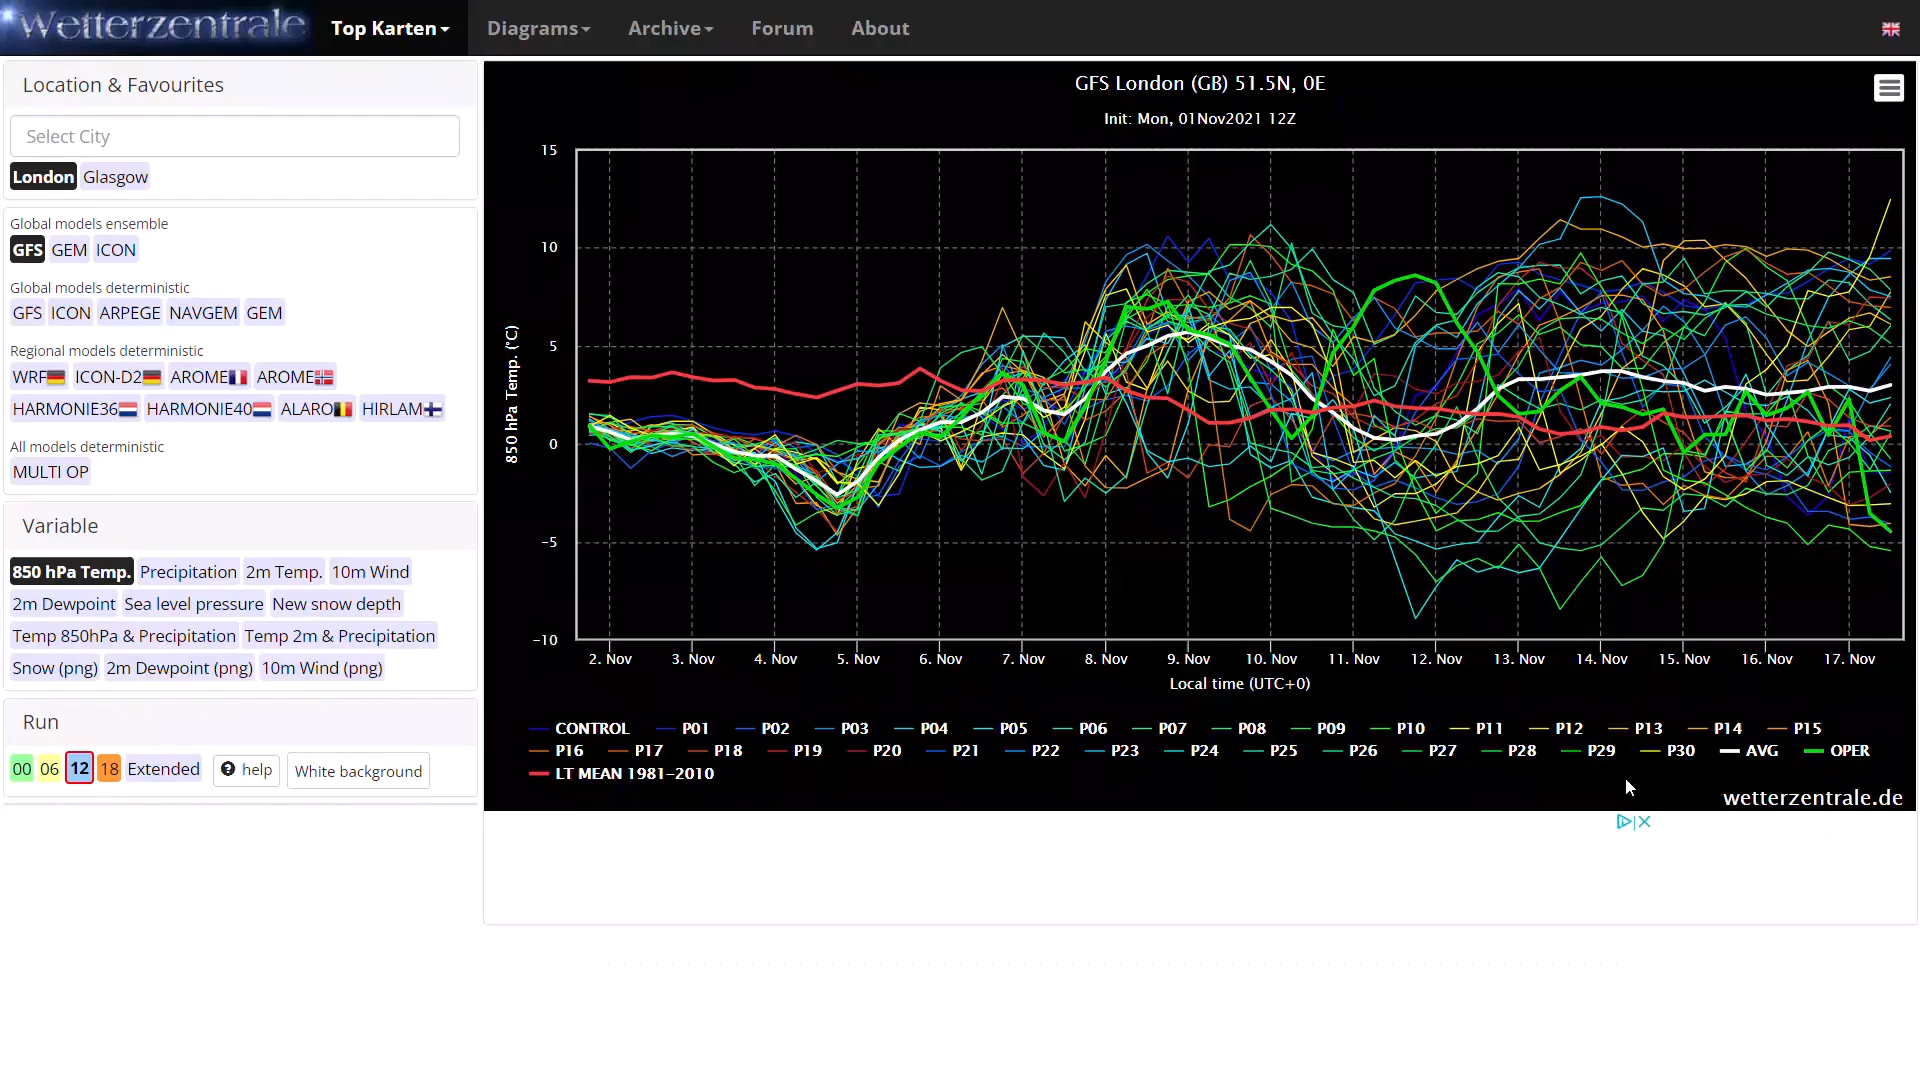 Wetterzentrale Top Karten Diagrams Archive Forum About
Location & Favourites
Select City
London Glasgow
Global models ensemble
GFS GEM ICON
Global models deterministic
GFS ICON ARPEGE NAVGEM GEM
Regional models deterministic
WRF ICON-D2 AROME AROME
HARMONIE36 HARMONIE40 ALARO HIRLAM
All models deterministic
MULTI OP
Variable
850 hPa Temp. Precipitation 2m Temp. 10m Wind
2m Dewpoint Sea level pressure New snow depth
Temp 850hPa & Precipitation Temp 2m & Precipitation
Snow (png) 2m Dewpoint (png) 10m Wind (png)
Run
00 06 12 18 Extended help White background
GFS London (GB) 51.5N, 0E
Init: Mon, 01Nov2021 12Z
850 hPa Temp. (°C)
15
10
5
0
-5
-10
2. Nov 3. Nov 4. Nov 5. Nov 6. Nov 7. Nov 8. Nov 9. Nov 10. Nov 11. Nov 12. Nov 13. Nov 14. Nov 15. Nov 16. Nov 17. Nov
Local time (UTC+0)
CONTROL P01 P02 P03 P04 P05 P06 P07 P08 P09 P10 P11 P12 P13 P14 P15
P16 P17 P18 P19 P20 P21 P22 P23 P24 P25 P26 P27 P28 P29 P30 AVG OPER
LT MEAN 1981-2010
wetterzentrale.de